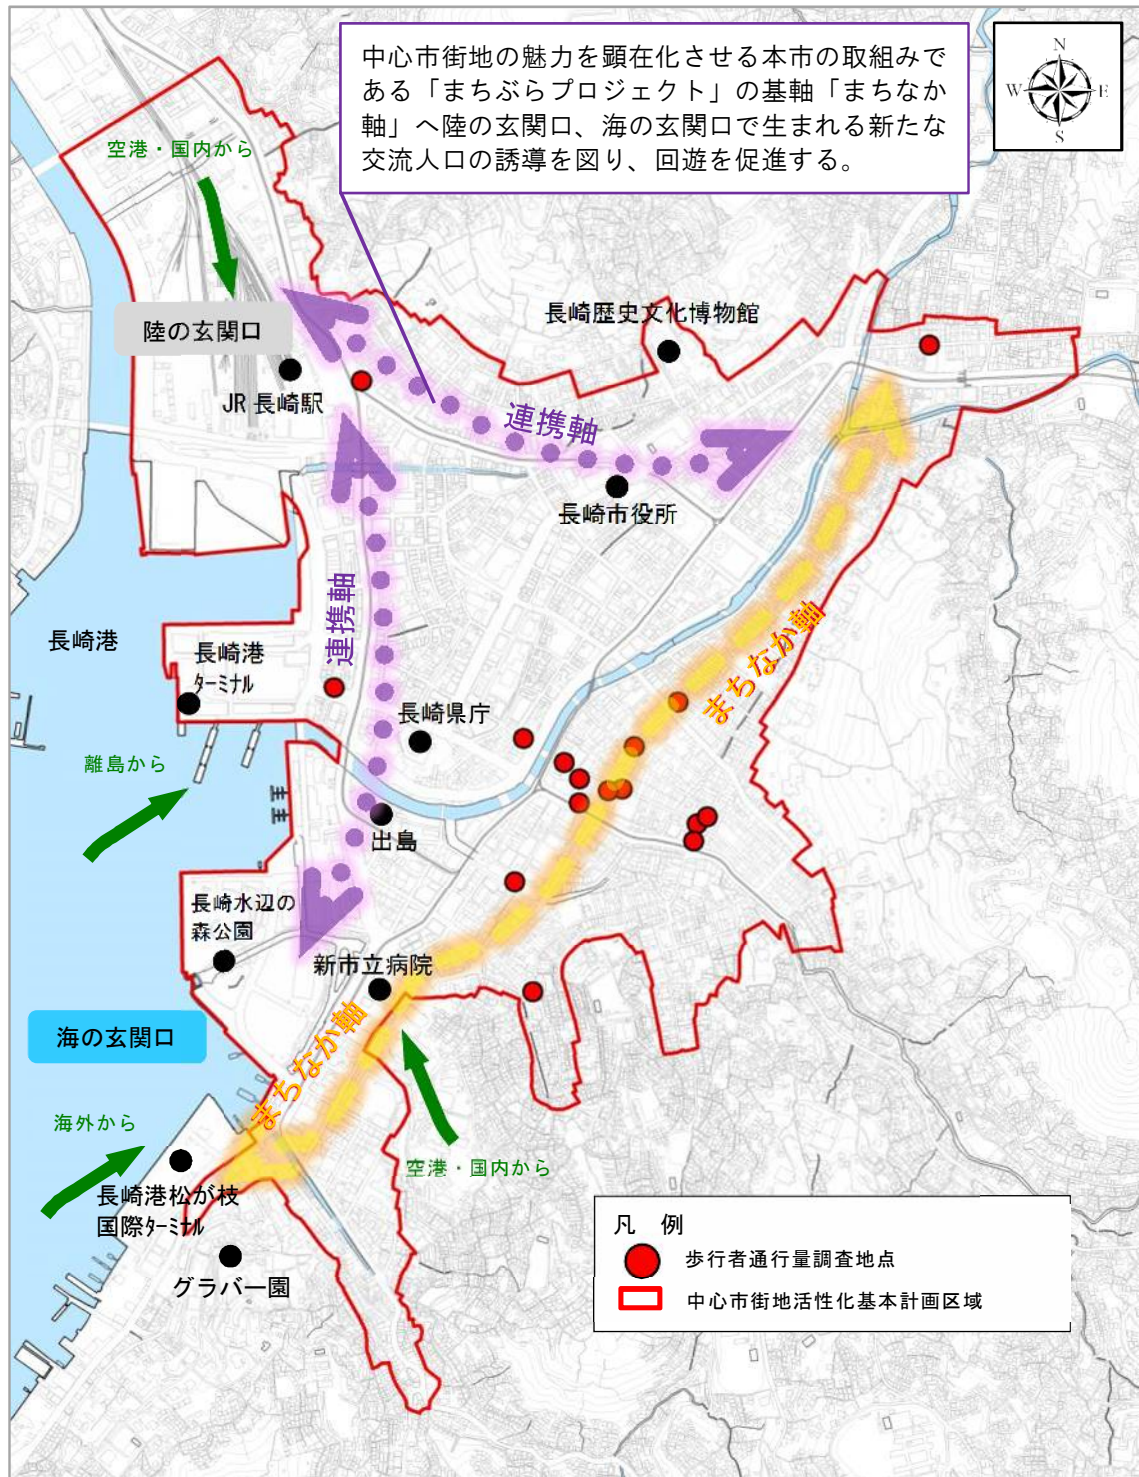 中心市街地の魅力を顕在化させる本市の取組みで
ある「まちぶらプロジェクト」の基軸「まちなか
軸」へ陸の玄関口、海の玄関口で生まれる新たな
交流人口の誘導を図り、回遊を促進する。
N
W
E
S
空港・国内から
陸の玄関口
JR 長崎駅
長崎歴史文化博物館
連携軸
長崎市役所
連携軸
長崎港
長崎港
ターミナル
長崎県庁
まちなか軸
離島から
出島
長崎水辺の
森公園
新市立病院
海の玄関口
まちなか軸
海外から
空港・国内から
長崎港松が枝
国際ターミナル
グラバー園
凡 例
歩行者通行量調査地点
中心市街地活性化基本計画区域